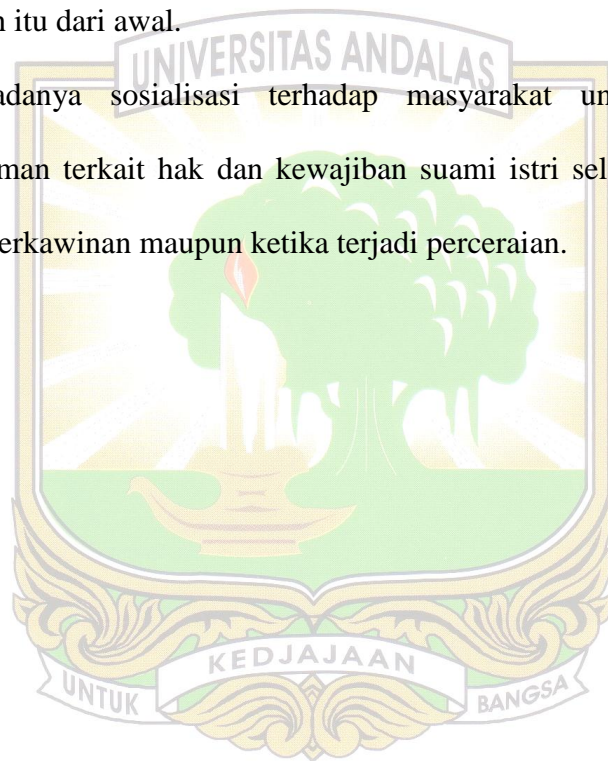 n itu dari awal.
UNIVERSITAS ANDALAS
adanya sosialisasi terhadap masyarakat un
man terkait hak dan kewajiban suami istri sel
erkawinan maupun ketika terjadi perceraian.
UNTUK KEDJAJAAN BANGSA